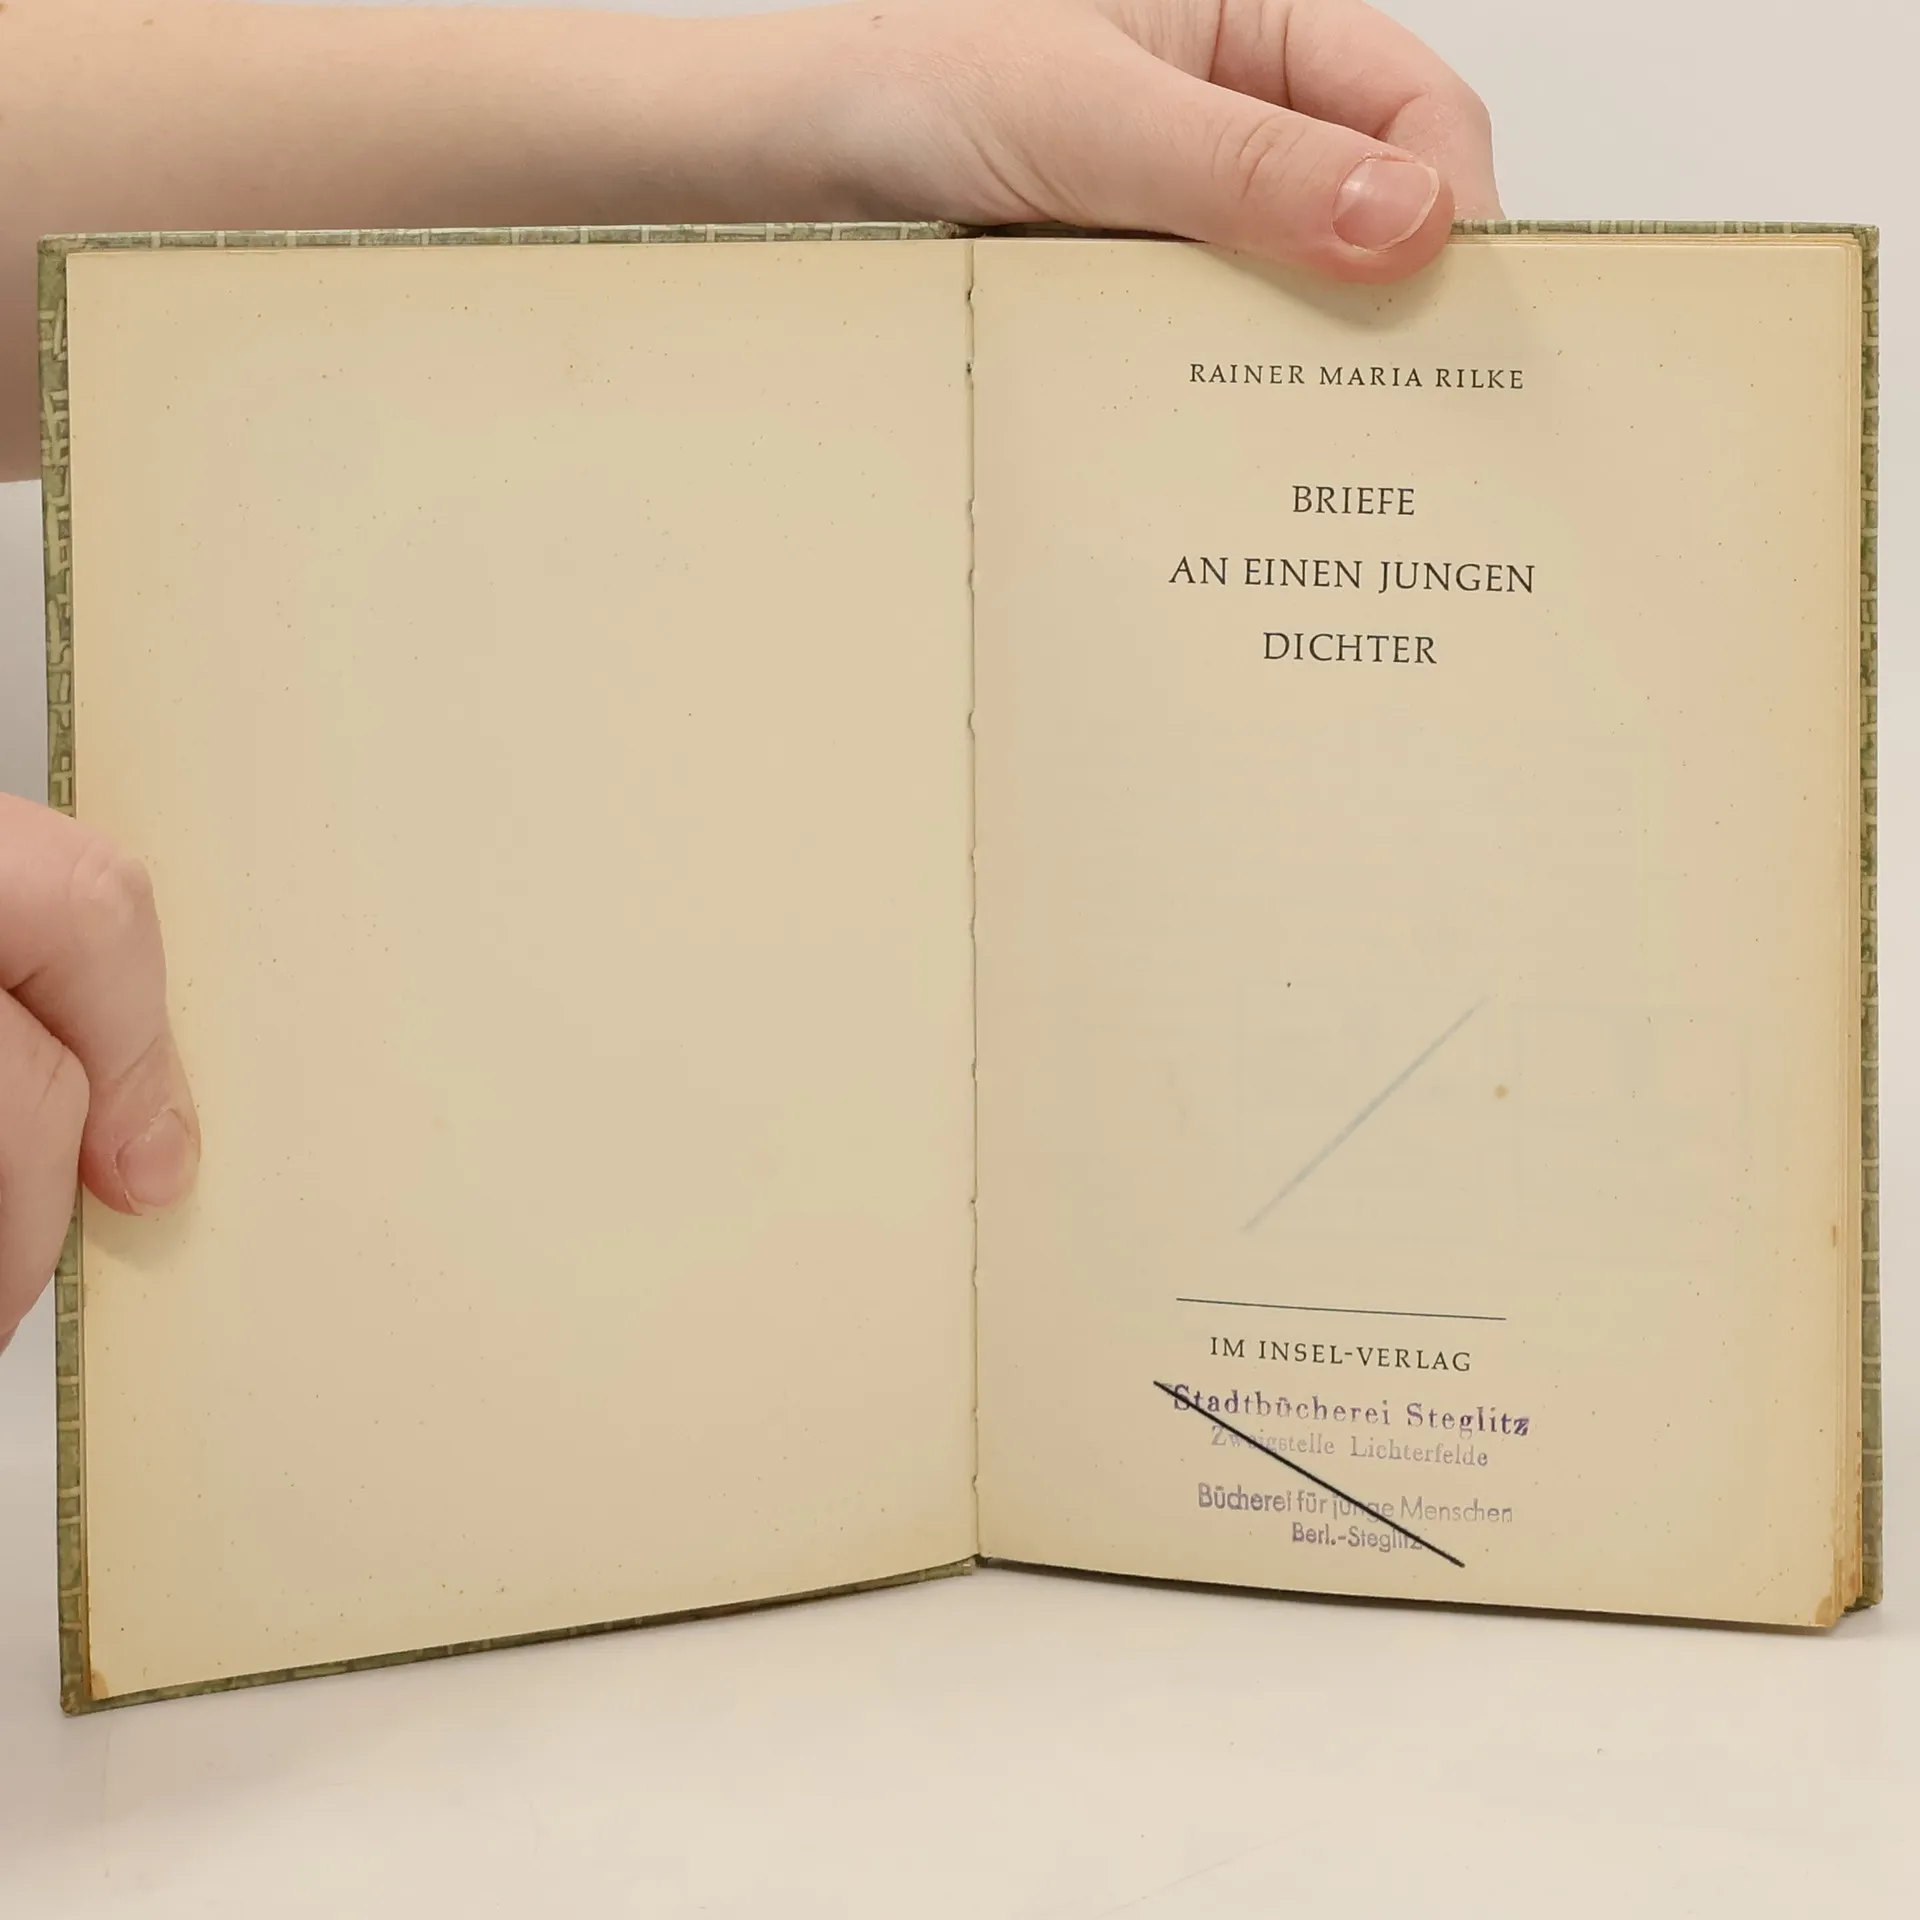 RAINER MARIA RILKE
BRIEFE
AN EINEN JUNGEN
DICHTER
IM INSEL-VERLAG
Stadtbücherei Steglitz
Zweigstelle Lichterfelde
Bücherei für junge Menschen
Berl.-Steglitz